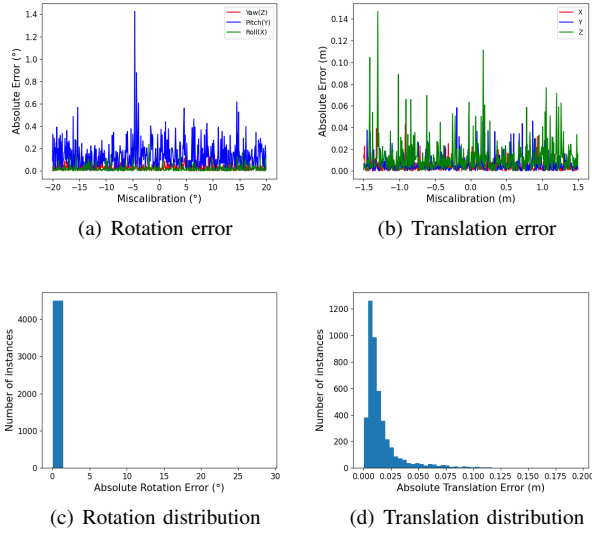 Yaw(Z)
Pitch(Y)
Roll(X)
Absolute Error (°)
1.4
1.2
1.0
0.8
0.6
0.4
0.2
0.0
−20 −15 −10 −5 0 5 10 15 20
Miscalibration (°)
(a) Rotation error
X
Y
Z
Absolute Error (m)
0.14
0.12
0.10
0.08
0.06
0.04
0.02
0.00
−1.5 −1.0 −0.5 0.0 0.5 1.0 1.5
Miscalibration (m)
(b) Translation error
Number of instances
4000
3000
2000
1000
0
0 5 10 15 20 25 30
Absolute Rotation Error (°)
(c) Rotation distribution
Number of instances
1200
1000
800
600
400
200
0
0.000 0.025 0.050 0.075 0.100 0.125 0.150 0.175 0.200
Absolute Translation Error (m)
(d) Translation distribution